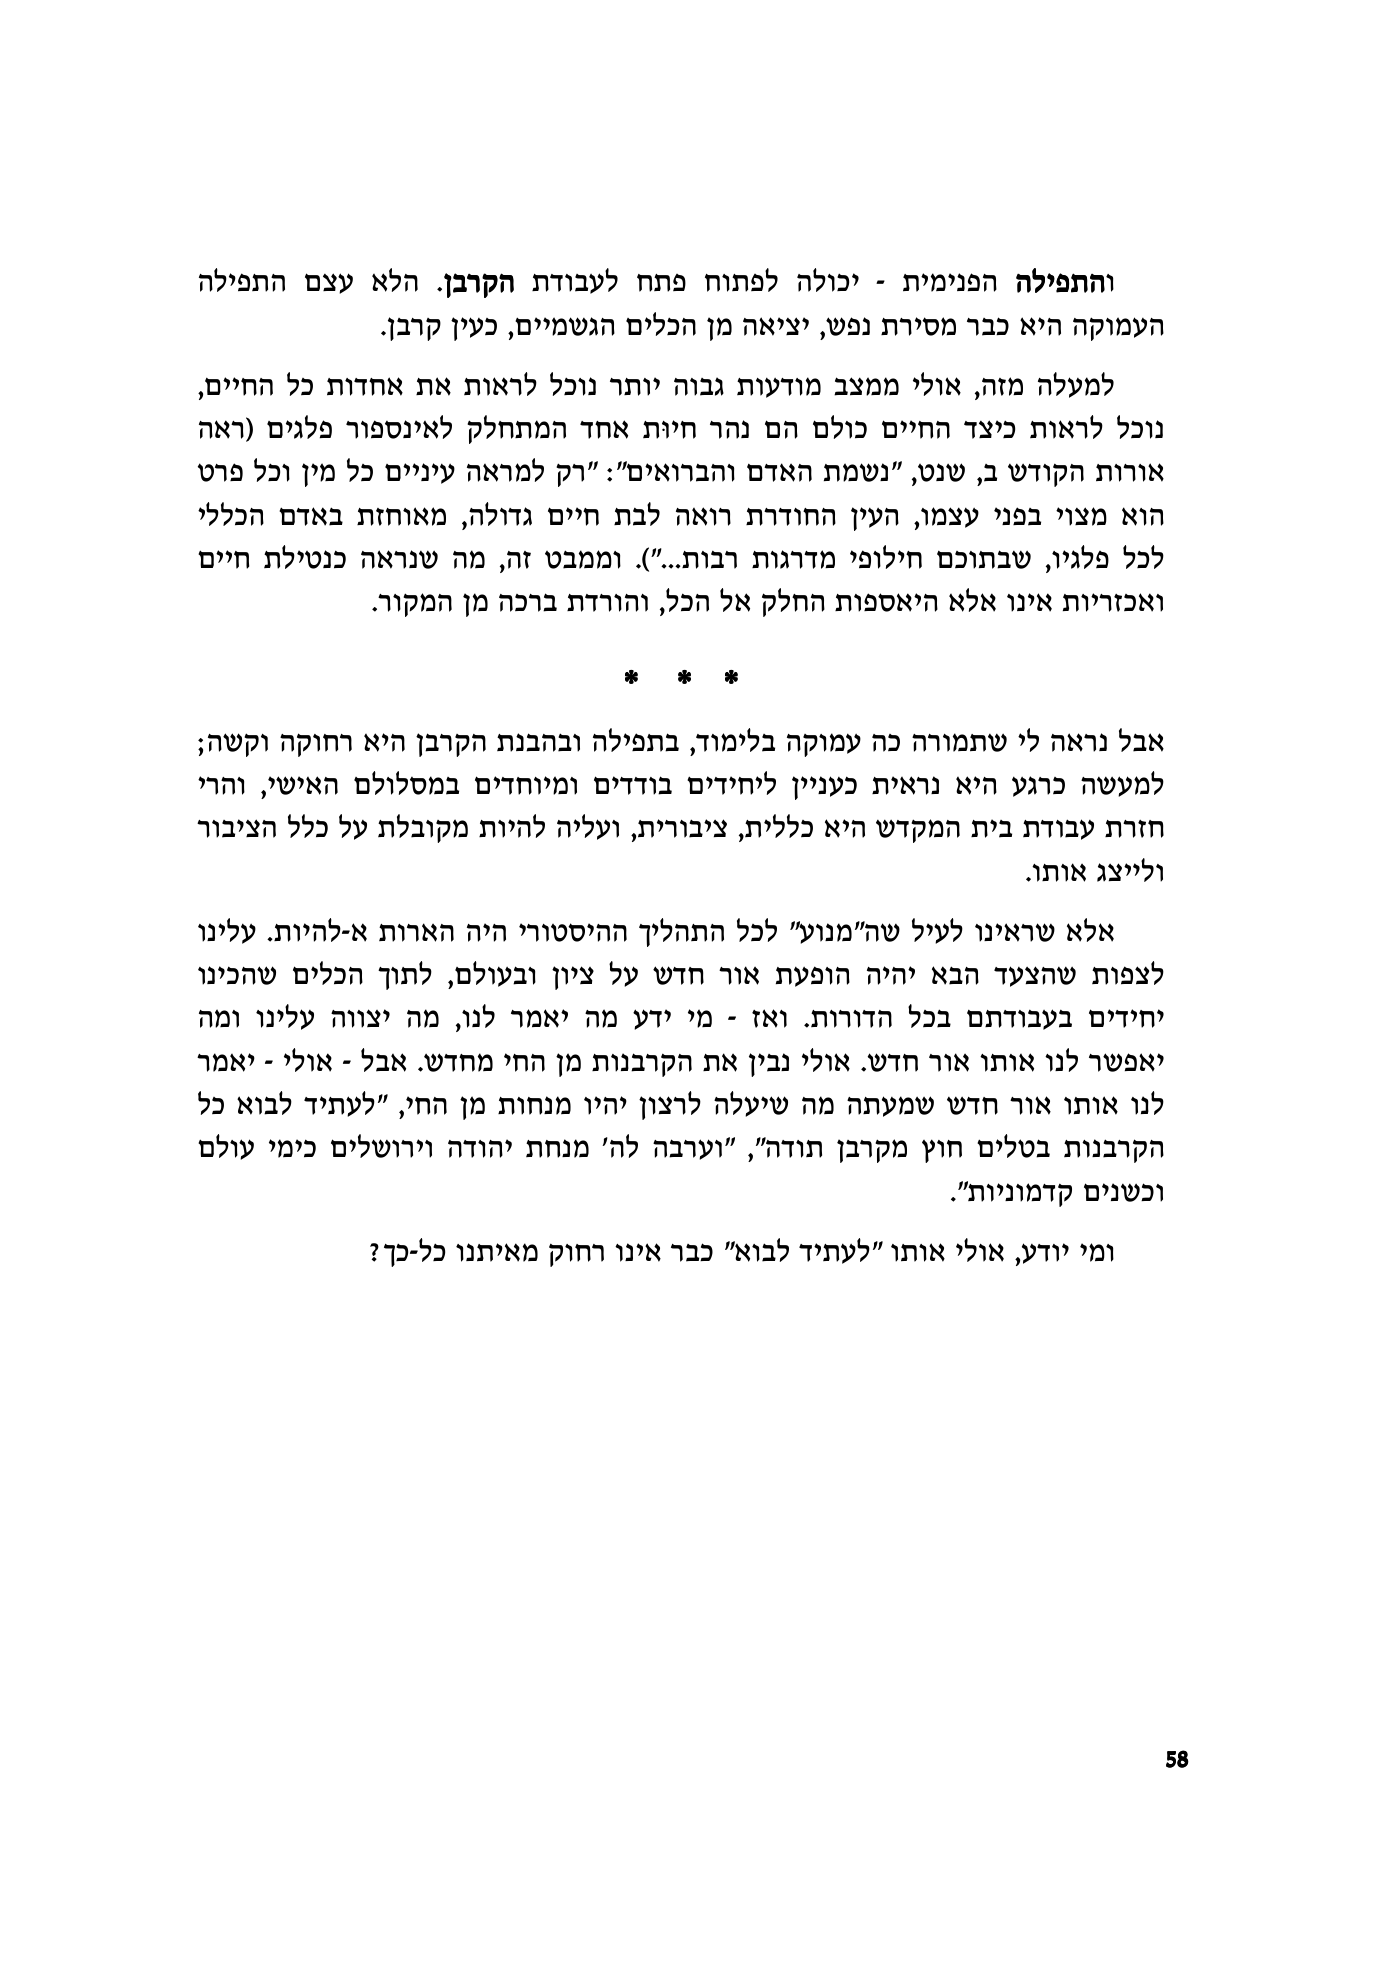 והתפילה הפנימית - יכולה לפתוח פתח לעבודת הקרבן. הלא עצם התפילה
העמוקה היא כבר מסירת נפש, יציאה מן הכלים הגשמיים, כעין קרבן.
למעלה מזה, אולי ממצב מודעות גבוה יותר נוכל לראות את אחדות כל החיים,
נוכל לראות כיצד החיים כולם הם נהר חיוּת אחד המתחלק לאינספור פלגים (ראה
אורות הקודש ב, שנט, "נשמת האדם והברואים": "רק למראה עיניים כל מין וכל פרט
הוא מצוי בפני עצמו, העין החודרת רואה לבת חיים גדולה, מאוחזת באדם הכללי
לכל פלגיו, שבתוכם חילופי מדרגות רבות..."). וממבט זה, מה שנראה כנטילת חיים
ואכזריות אינו אלא היאספות החלק אל הכל, והורדת ברכה מן המקור.
* * *
אבל נראה לי שתמורה כה עמוקה בלימוד, בתפילה ובהבנת הקרבן היא רחוקה וקשה;
למעשה כרגע היא נראית כעניין ליחידים בודדים ומיוחדים במסלולם האישי, והרי
חזרת עבודת בית המקדש היא כללית, ציבורית, ועליה להיות מקובלת על כלל הציבור
ולייצג אותו.
אלא שראינו לעיל שה"מנוע" לכל התהליך ההיסטורי היה הארות א-להיות. עלינו
לצפות שהצעד הבא יהיה הופעת אור חדש על ציון ובעולם, לתוך הכלים שהכינו
יחידים בעבודתם בכל הדורות. ואז - מי ידע מה יאמר לנו, מה יצווה עלינו ומה
יאפשר לנו אותו אור חדש. אולי נבין את הקרבנות מן החי מחדש. אבל - אולי - יאמר
לנו אותו אור חדש שמעתה מה שיעלה לרצון יהיו מנחות מן החי, "לעתיד לבוא כל
הקרבנות בטלים חוץ מקרבן תודה", "וערבה לה' מנחת יהודה וירושלים כימי עולם
וכשנים קדמוניות".
ומי יודע, אולי אותו "לעתיד לבוא" כבר אינו רחוק מאיתנו כל-כך?
58